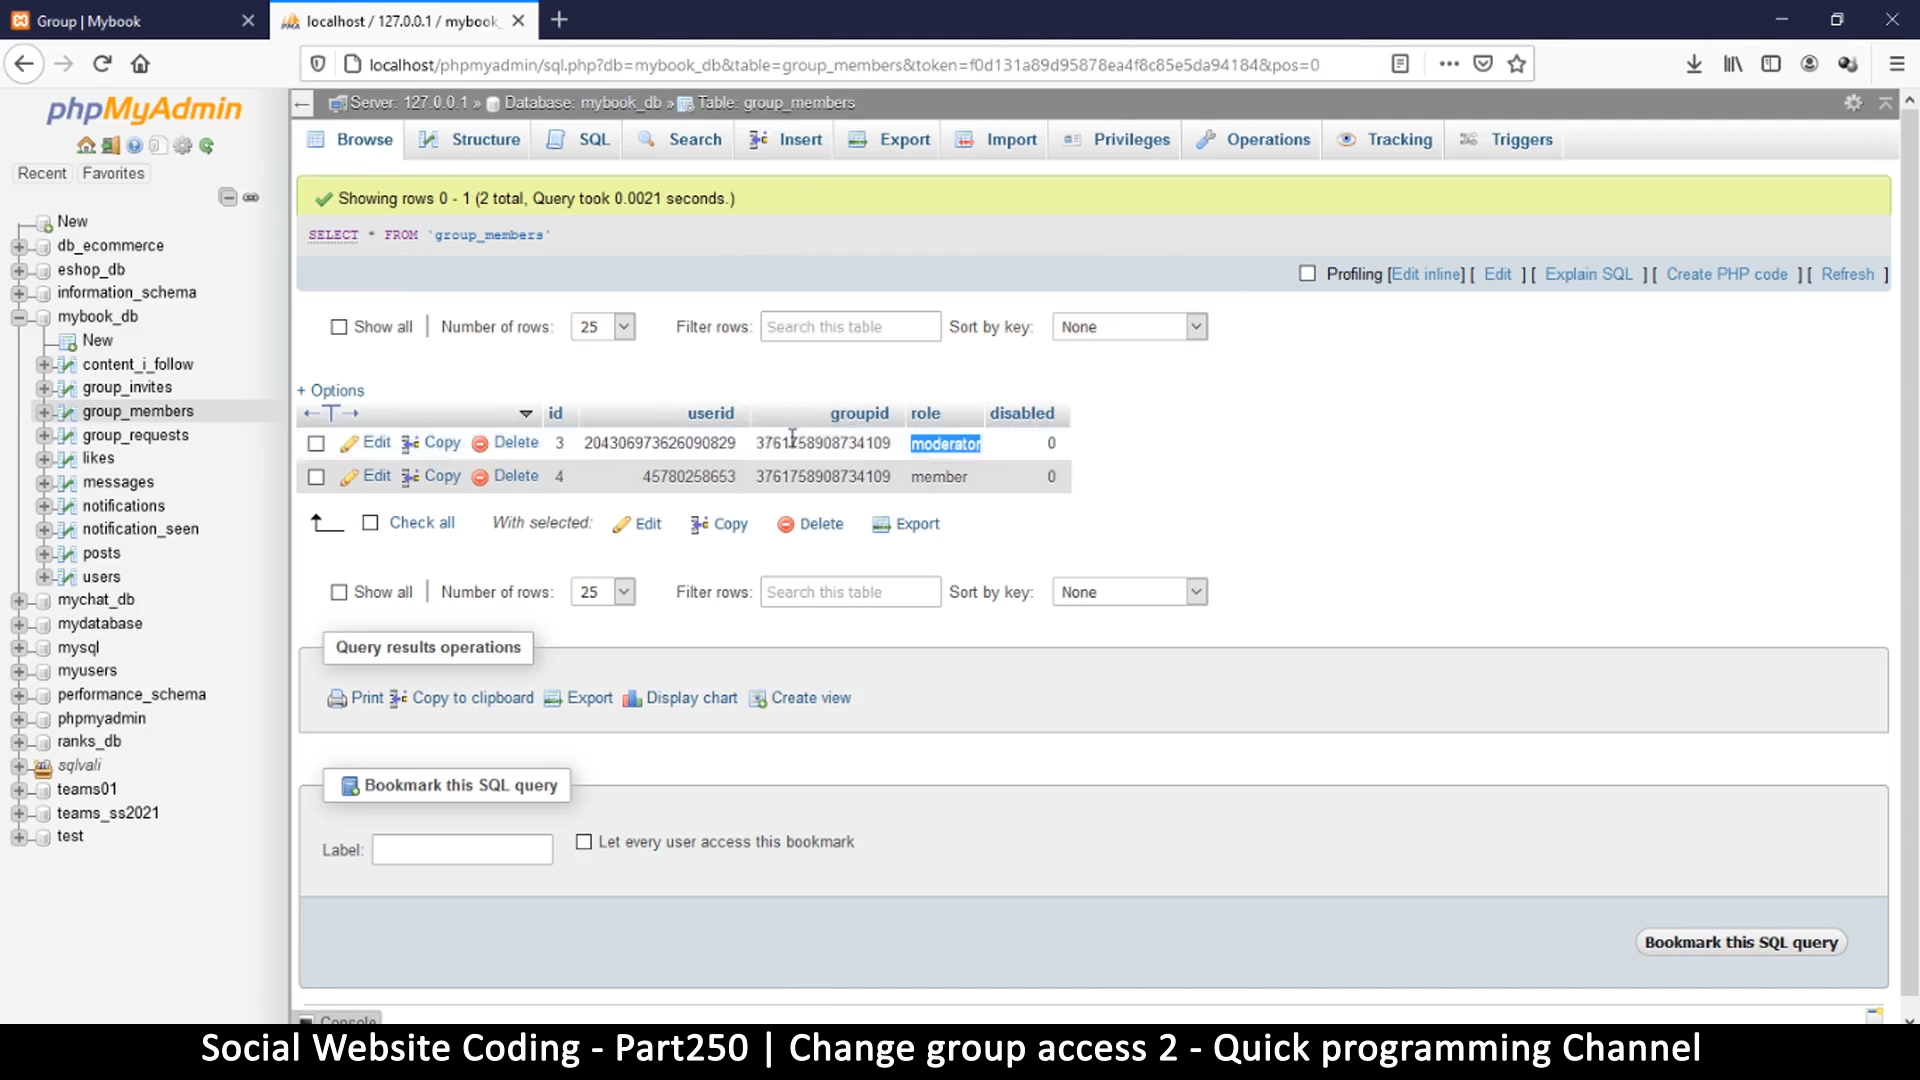 Group | Mybook
localhost / 127.0.0.1 / mybook_
localhost/phpmyadmin/sql.php?db=mybook_db&table=group_members&token=f0d131a89d95878ea4f8c85e5da94184&pos=0
phpMyAdmin
Recent Favorites
New
db_ecommerce
eshop_db
information_schema
mybook_db
New
content_i_follow
group_invites
group_members
group_requests
likes
messages
notifications
notification_seen
posts
users
mychat_db
mydatabase
mysql
myusers
performance_schema
phpmyadmin
ranks_db
sqlvali
teams01
teams_ss2021
test
Server: 127.0.0.1 » Database: mybook_db » Table: group_members
Browse Structure SQL Search Insert Export Import Privileges Operations Tracking Triggers
Showing rows 0 - 1 (2 total, Query took 0.0021 seconds.)
SELECT * FROM `group_members`
Profiling [Edit inline] [ Edit ] [ Explain SQL ] [ Create PHP code ] [ Refresh ]
Show all | Number of rows: 25 Filter rows: Search this table Sort by key: None
+ Options
←T→ id userid groupid role disabled
Edit Copy Delete 3 204306973626090829 3761758908734109 moderator 0
Edit Copy Delete 4 45780258653 3761758908734109 member 0
Check all With selected: Edit Copy Delete Export
Show all | Number of rows: 25 Filter rows: Search this table Sort by key: None
Query results operations
Print Copy to clipboard Export Display chart Create view
Bookmark this SQL query
Label: Let every user access this bookmark
Bookmark this SQL query
Console
Social Website Coding - Part250 | Change group access 2 - Quick programming Channel